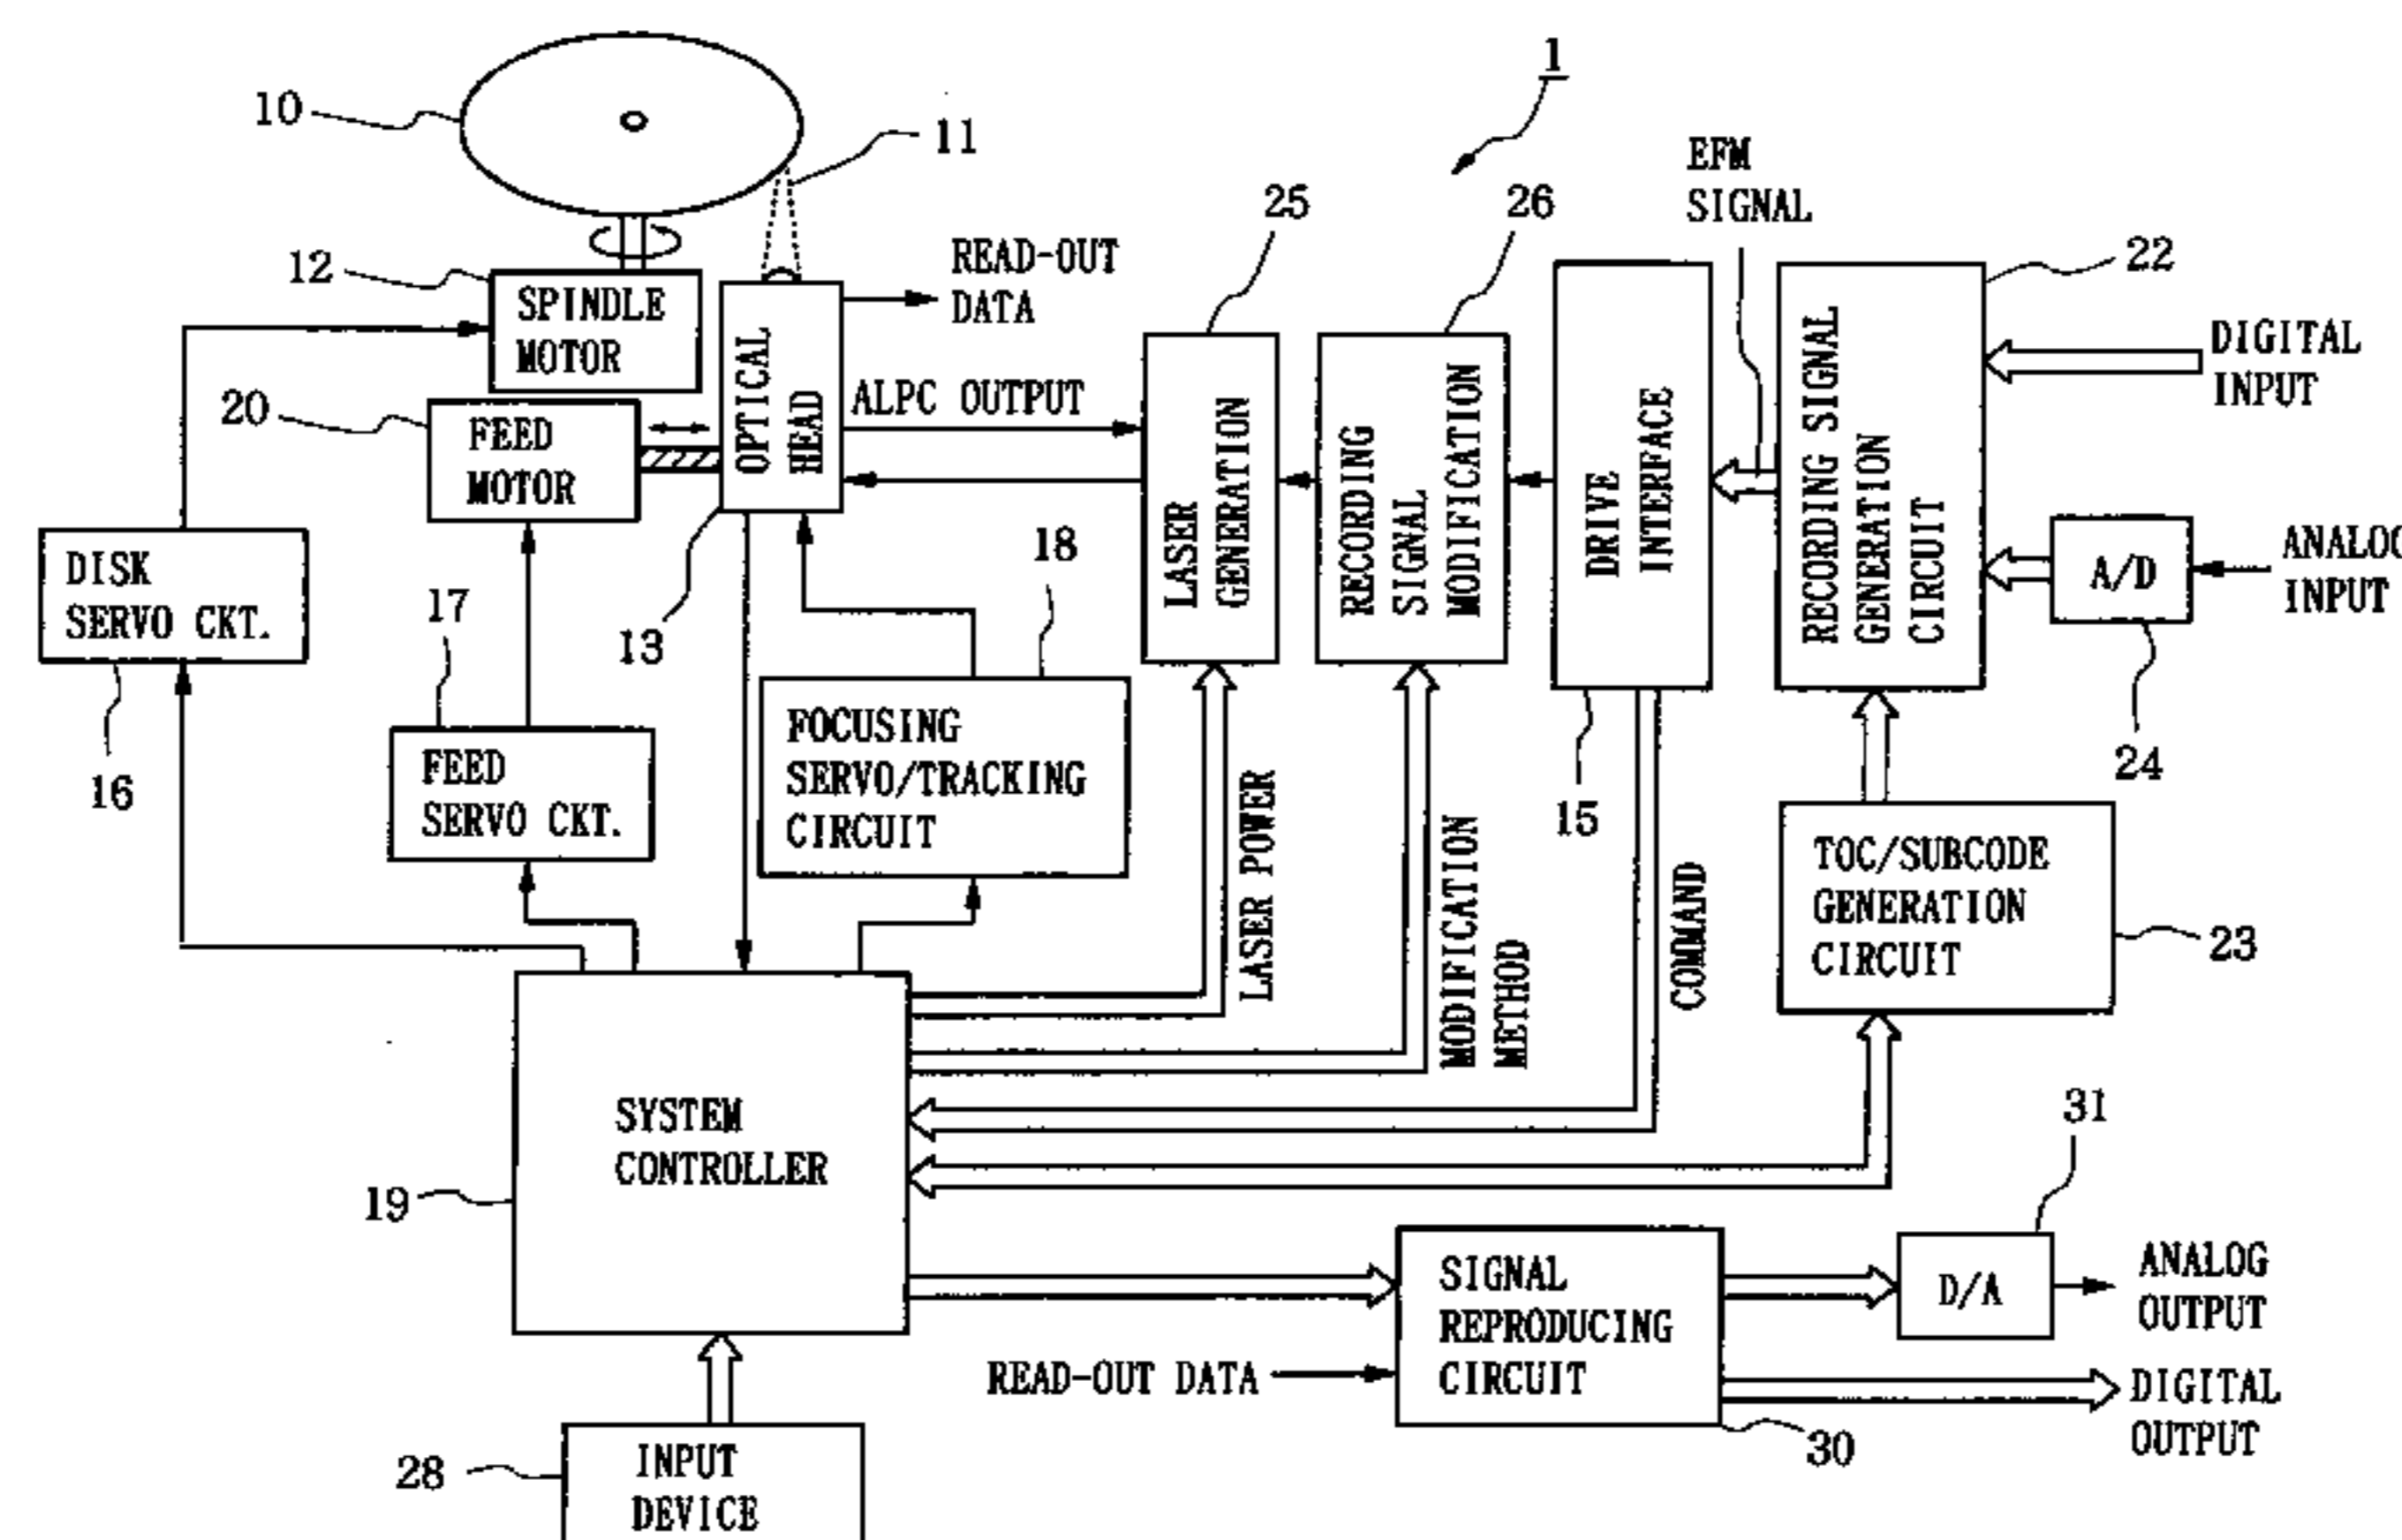 1
10
11
EFM
SIGNAL
25
26
22
12
SPINDLE
MOTOR
READ-OUT
DATA
DIGITAL
INPUT
20
FEED
MOTOR
OPTICAL
HEAD
ALPC OUTPUT
LASER
GENERATION
RECORDING
SIGNAL
MODIFICATION
DRIVE
INTERFACE
RECORDING SIGNAL
GENERATION
CIRCUIT
A/D
ANALOG
INPUT
DISK
SERVO CKT.
17
13
18
16
FEED
SERVO CKT.
FOCUSING
SERVO/TRACKING
CIRCUIT
LASER POWER
MODIFICATION
METHOD
15
COMMAND
24
TOC/SUBCODE
GENERATION
CIRCUIT
23
SYSTEM
CONTROLLER
19
31
SIGNAL
REPRODUCING
CIRCUIT
D/A
ANALOG
OUTPUT
READ-OUT DATA
DIGITAL
OUTPUT
30
28
INPUT
DEVICE